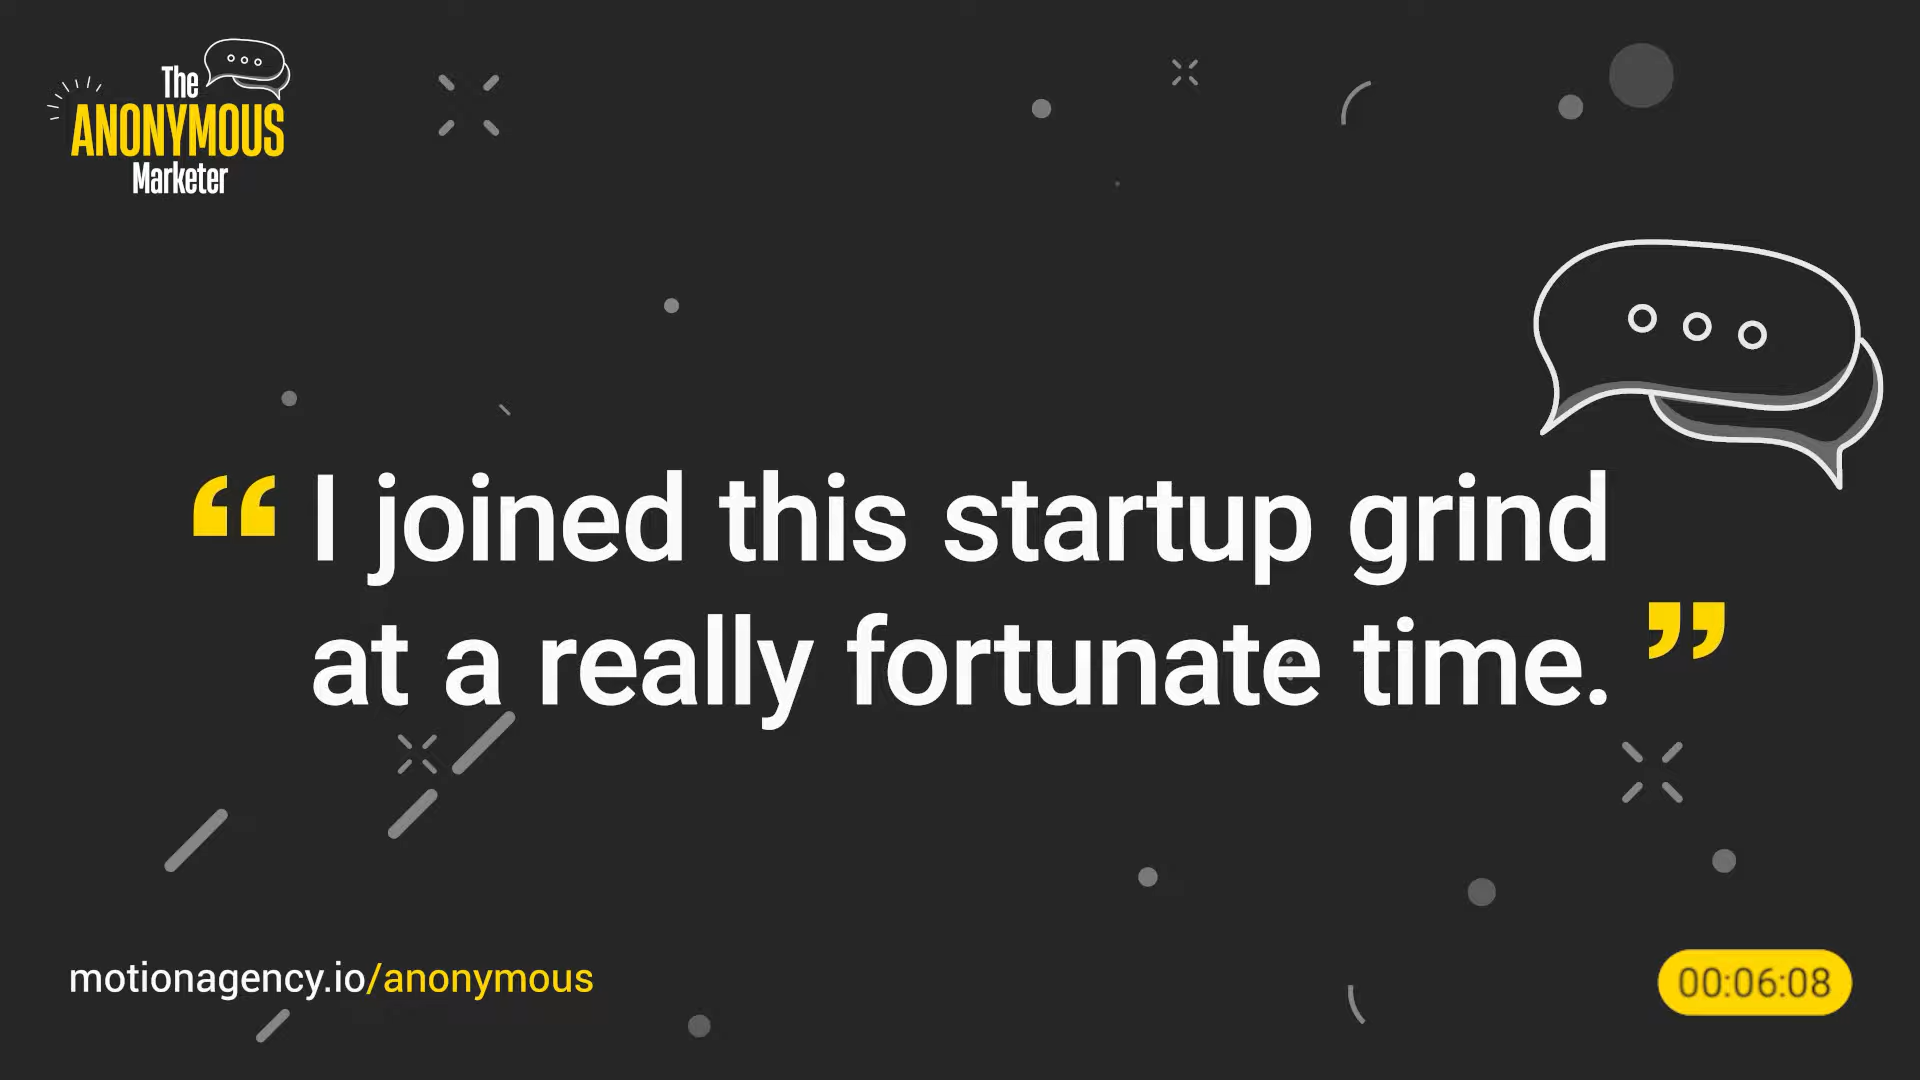 The
ANONYMOUS
Marketer
“ I joined this startup grind
at a really fortunate time. ”
motionagency.io/anonymous
00:06:08